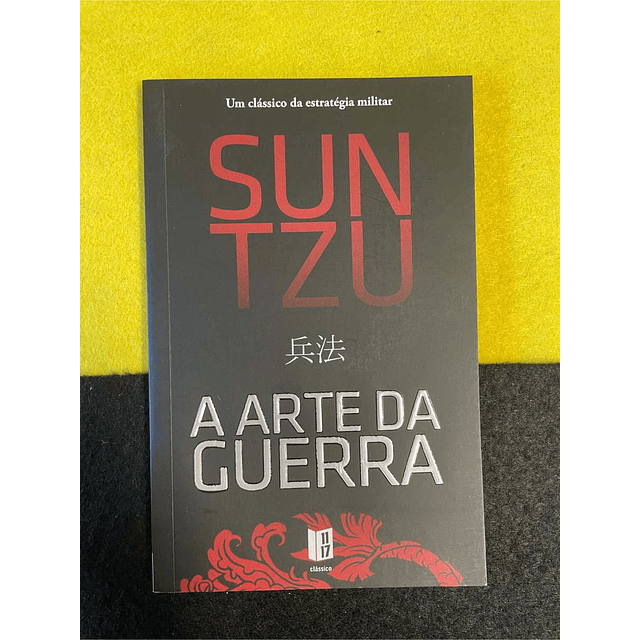 Um clássico da estratégia militar
SUN
TZU
兵法
A ARTE DA
GUERRA
11
17
clássico